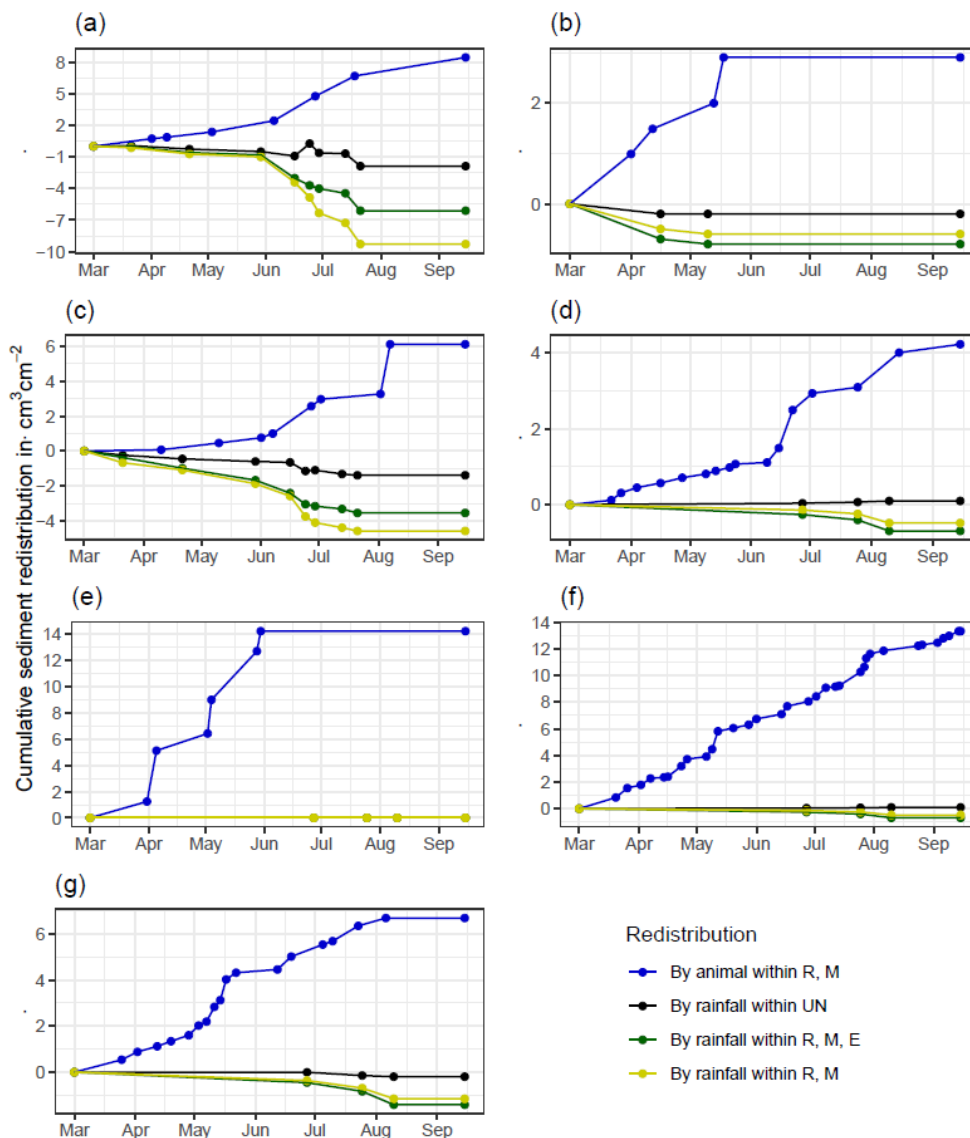 (a)
8
5
2
−1
−4
−7
−10
Mar Apr May Jun Jul Aug Sep
(b)
2
0
Mar Apr May Jun Jul Aug Sep
(c)
6
4
2
0
−2
−4
Mar Apr May Jun Jul Aug Sep
(d)
4
2
0
Mar Apr May Jun Jul Aug Sep
Cumulative sediment redistribution in· cm³cm⁻²
(e)
14
12
10
8
6
4
2
0
Mar Apr May Jun Jul Aug Sep
(f)
14
12
10
8
6
4
2
0
Mar Apr May Jun Jul Aug Sep
(g)
6
4
2
0
Mar Apr May Jun Jul Aug Sep
Redistribution
By animal within R, M
By rainfall within UN
By rainfall within R, M, E
By rainfall within R, M